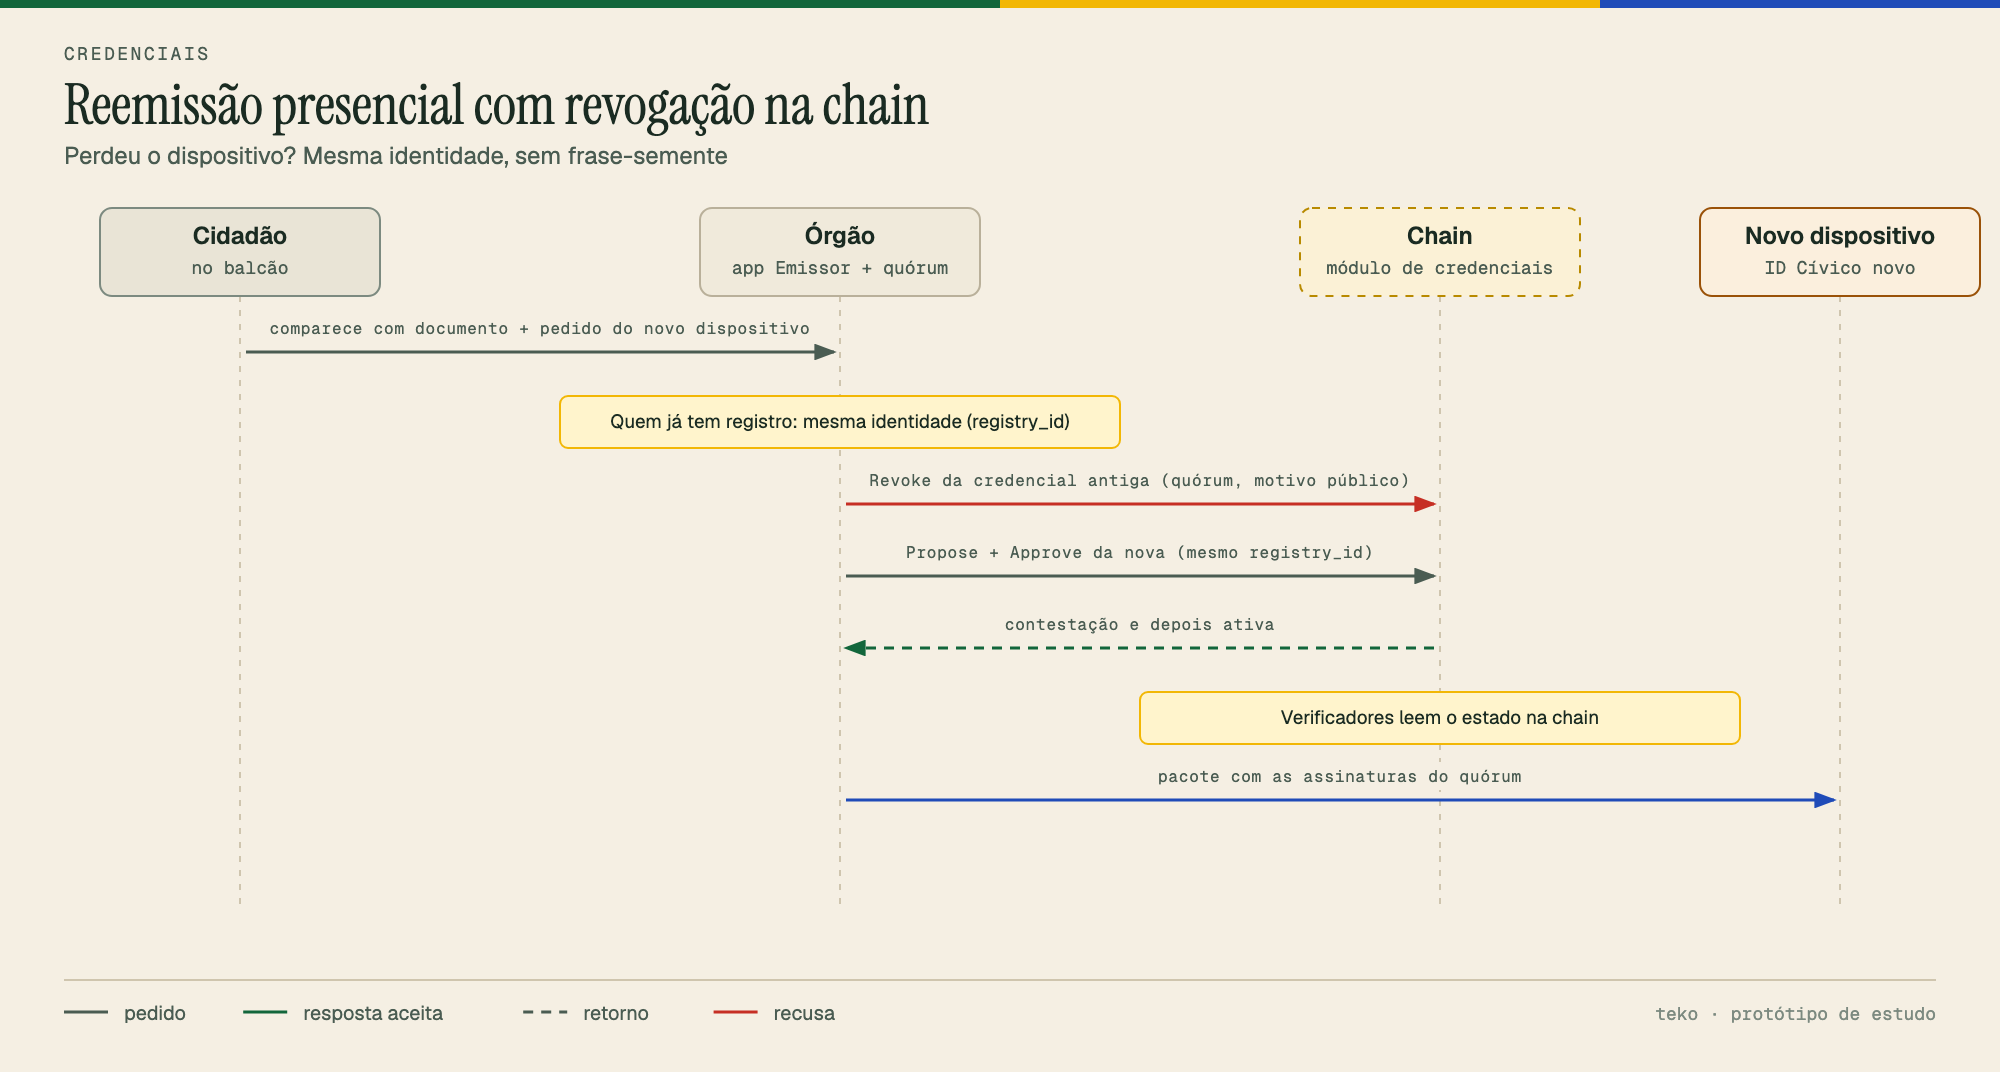 CREDENCIAIS
Reemissão presencial com revogação na chain
Perdeu o dispositivo? Mesma identidade, sem frase-semente
Cidadão
no balcão
Órgão
app Emissor + quórum
Chain
módulo de credenciais
Novo dispositivo
ID Cívico novo
comparece com documento + pedido do novo dispositivo
Quem já tem registro: mesma identidade (registry_id)
Revoke da credencial antiga (quórum, motivo público)
Propose + Approve da nova (mesmo registry_id)
contestação e depois ativa
Verificadores leem o estado na chain
pacote com as assinaturas do quórum
pedido
resposta aceita
retorno
recusa
teko · protótipo de estudo